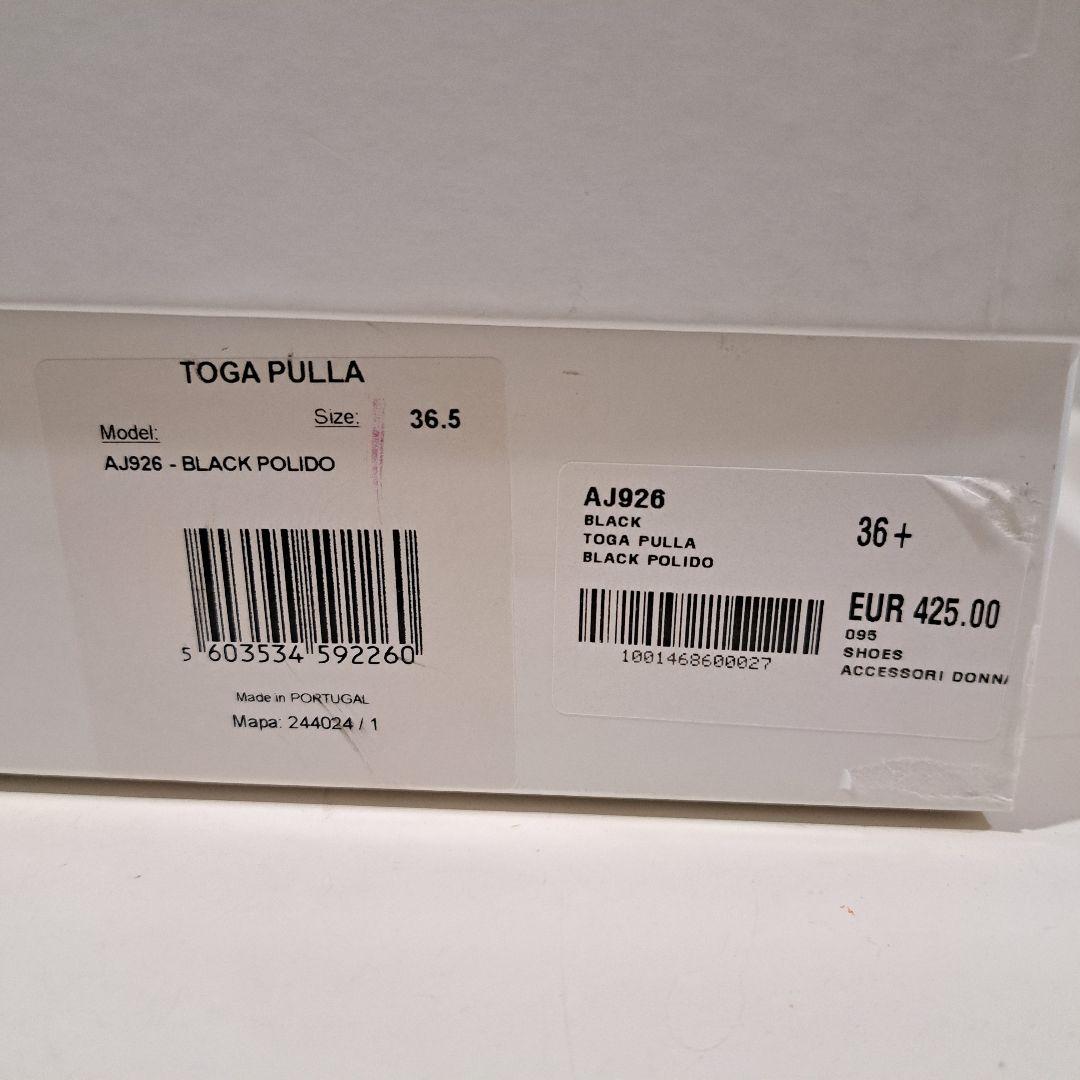 TOGA PULLA
Size: 36.5
Model:
AJ926 - BLACK POLIDO
5 603534 592260
Made in PORTUGAL
Mapa: 244024 / 1
AJ926
BLACK
TOGA PULLA
BLACK POLIDO
36+
1001468600027
EUR 425.00
095
SHOES
ACCESSORI DONNA